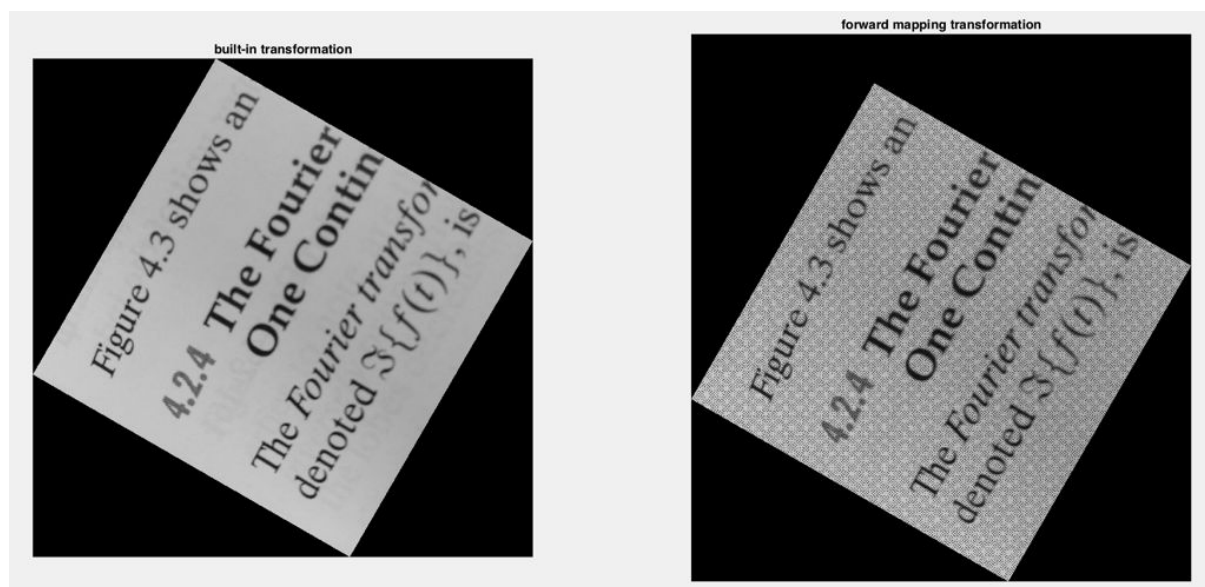 built-in transformation
Figure 4.3 shows an
4.2.4 The Fourier
One Contin
The Fourier transfor
denoted ℑ{f(t)}, is
forward mapping transformation
Figure 4.3 shows an
4.2.4 The Fourier
One Contin
The Fourier transfor
denoted ℑ{f(t)}, is